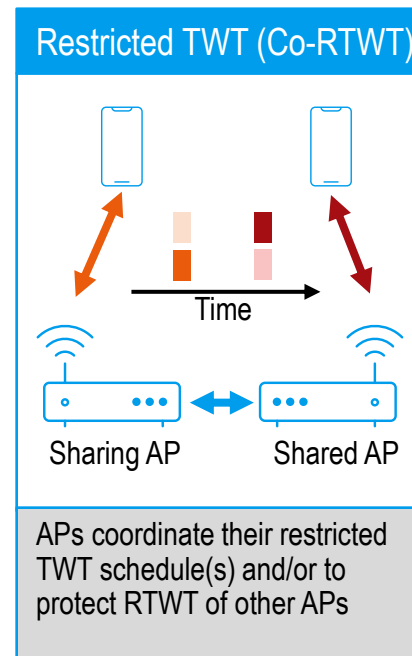 Restricted TWT (Co-RTWT)
Time
Sharing AP
Shared AP
APs coordinate their restricted
TWT schedule(s) and/or to
protect RTWT of other APs